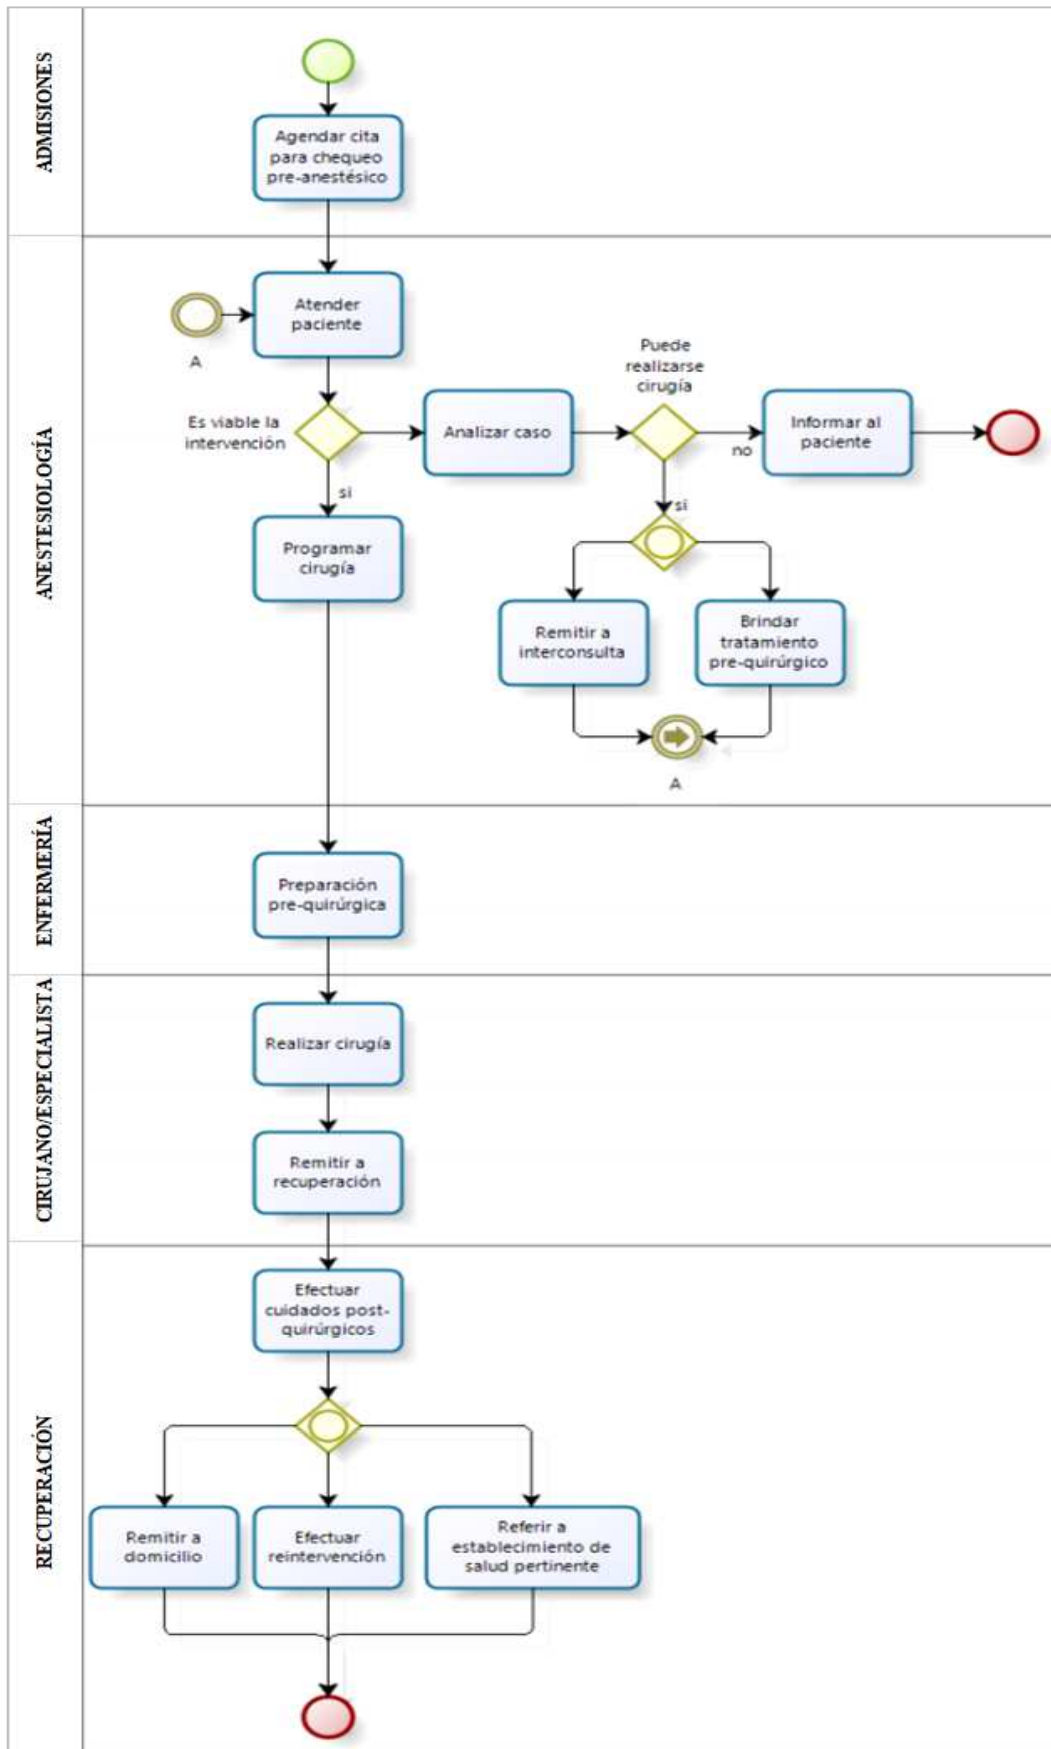 ADMISIONES
Agendar cita
para chequeo
pre-anestésico
ANESTESIOLOGÍA
Atender
paciente
A
Es viable la
intervención
si
Analizar caso
Puede
realizarse
cirugía
no
Informar al
paciente
si
Programar
cirugía
Remitir a
interconsulta
Brindar
tratamiento
pre-quirúrgico
A
ENFERMERÍA
Preparación
pre-quirúrgica
CIRUJANO/ESPECIALISTA
Realizar cirugía
Remitir a
recuperación
RECUPERACIÓN
Efectuar
cuidados post-
quirúrgicos
Remitir a
domicilio
Efectuar
reintervención
Referir a
establecimiento de
salud pertinente